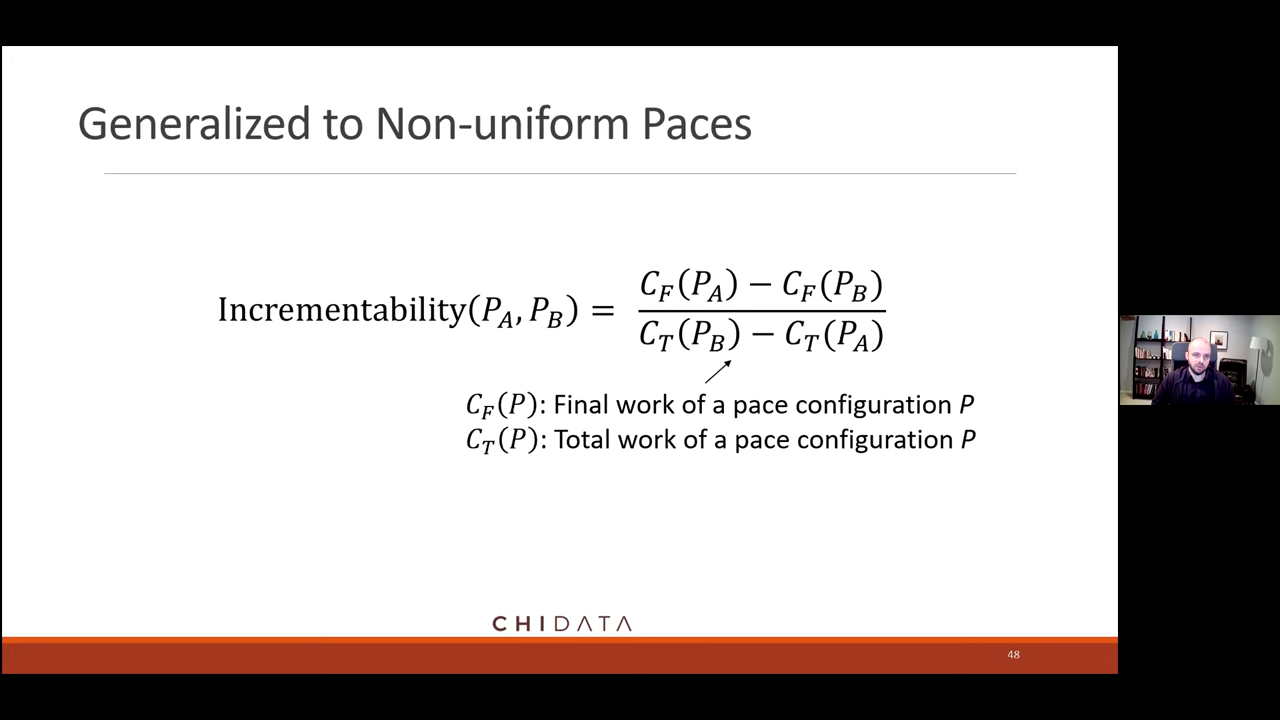 Generalized to Non-uniform Paces
Incrementability(P_A, P_B) = \frac{C_F(P_A) − C_F(P_B)}{C_T(P_B) − C_T(P_A)}
C_F(P): Final work of a pace configuration P
C_T(P): Total work of a pace configuration P
CHIDATA
48